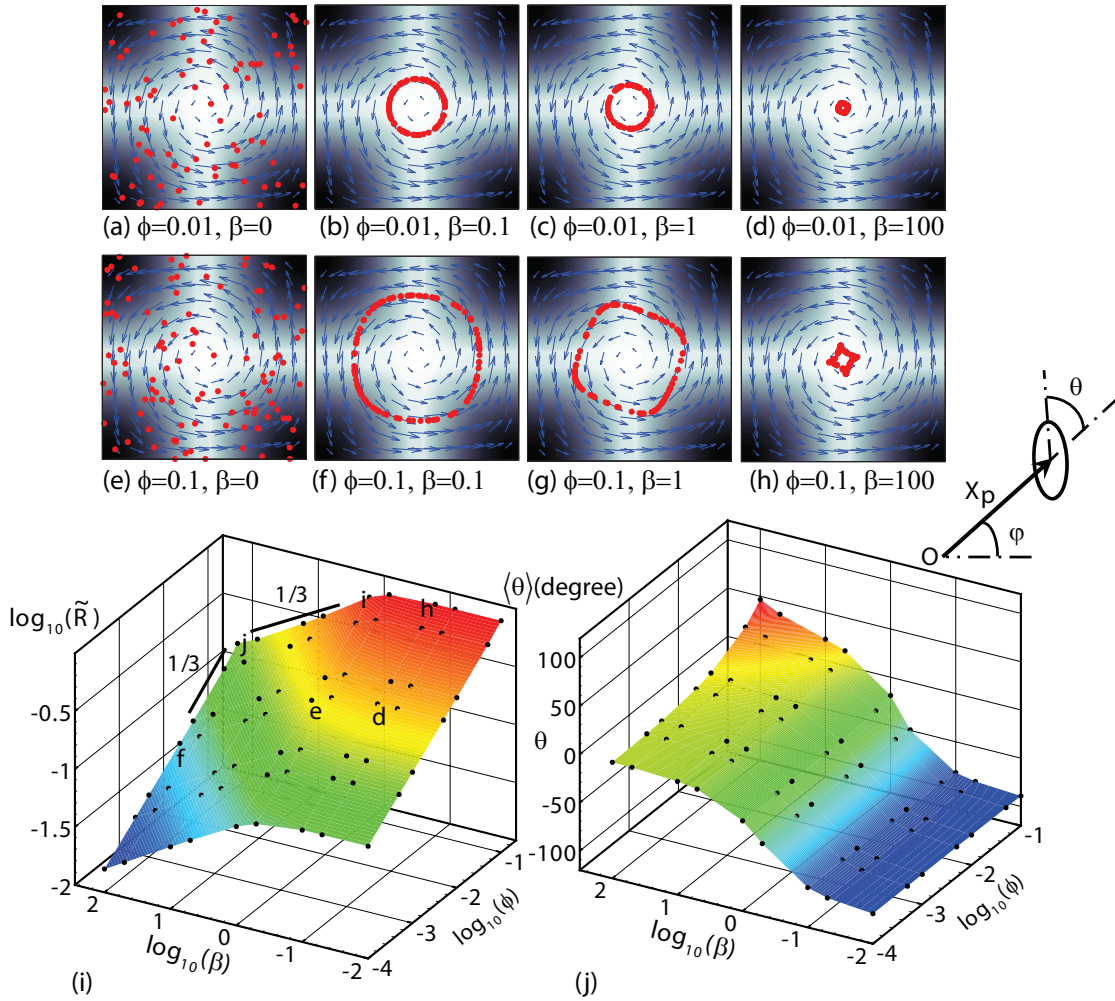 (a) ϕ=0.01, β=0
(b) ϕ=0.01, β=0.1
(c) ϕ=0.01, β=1
(d) ϕ=0.01, β=100
(e) ϕ=0.1, β=0
(f) ϕ=0.1, β=0.1
(g) ϕ=0.1, β=1
(h) ϕ=0.1, β=100
θ
X_p
φ
O
log₁₀(R̃)
1/3
1/3
i
h
j
e
d
f
-0.5
-1
-1.5
-2
2
1
0
-1
-2
log₁₀(β)
-4
-3
-2
-1
log₁₀(ϕ)
(i)
⟨θ⟩(degree)
100
50
θ
0
-50
-100
2
1
0
-1
-2
log₁₀(β)
-4
-3
-2
-1
log₁₀(ϕ)
(j)